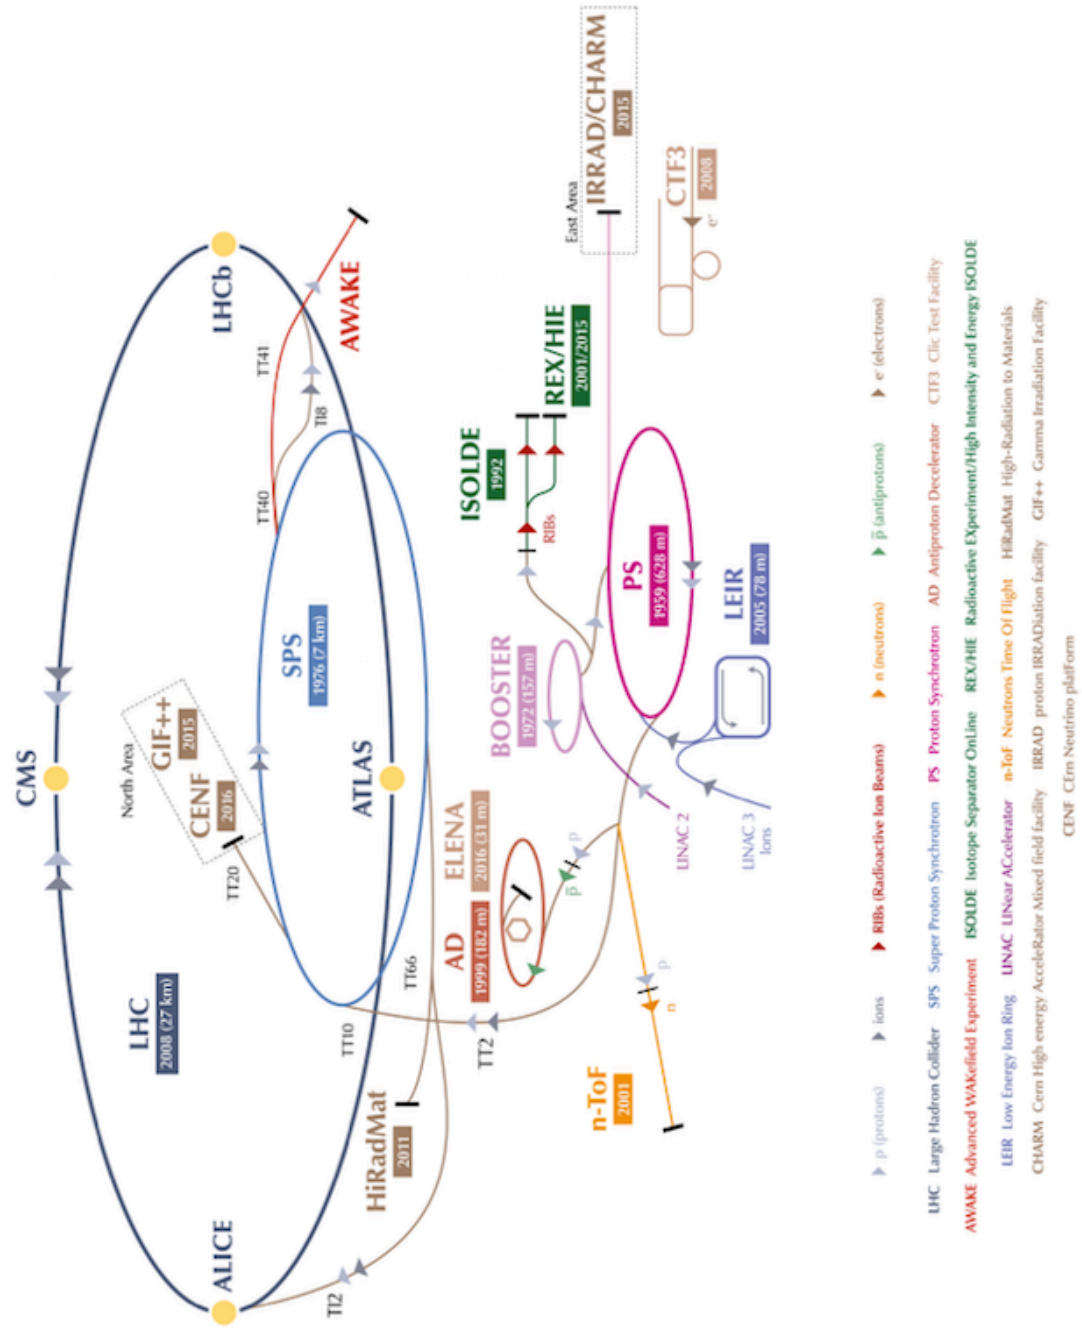 CMS
North Area
GIF++
2015
CENF
2016
TT20
LHC
2008 (27 km)
ALICE
LHCb
SPS
1976 (7 km)
TT40
TT41
TI8
AWAKE
ATLAS
TT10
TT66
HiRadMat
2011
TI2
TT2
AD
1999 (182 m)
ELENA
2016 (31 m)
BOOSTER
1972 (157 m)
ISOLDE
1992
RIBs
REX/HIE
2001/2015
East Area
IRRAD/CHARM
2015
p̅
p
n-ToF
2001
n
p
LINAC 2
PS
1959 (628 m)
CTF3
2008
e-
LINAC 3
Ions
LEIR
2005 (78 m)
p (protons) ions RIBs (Radioactive Ion Beams) n (neutrons) p̅ (antiprotons) e- (electrons)
LHC Large Hadron Collider SPS Super Proton Synchrotron PS Proton Synchrotron AD Antiproton Decelerator CTF3 Clic Test Facility
AWAKE Advanced WAKefield Experiment ISOLDE Isotope Separator OnLine REX/HIE Radioactive EXperiment/High Intensity and Energy ISOLDE
LEIR Low Energy Ion Ring LINAC LINear ACcelerator n-ToF Neutrons Time Of Flight HiRadMat High-Radiation to Materials
CHARM Cern High energy AcceleRator Mixed field facility IRRAD proton IRRADiation facility GIF++ Gamma Irradiation Facility
CENF CErn Neutrino platForm